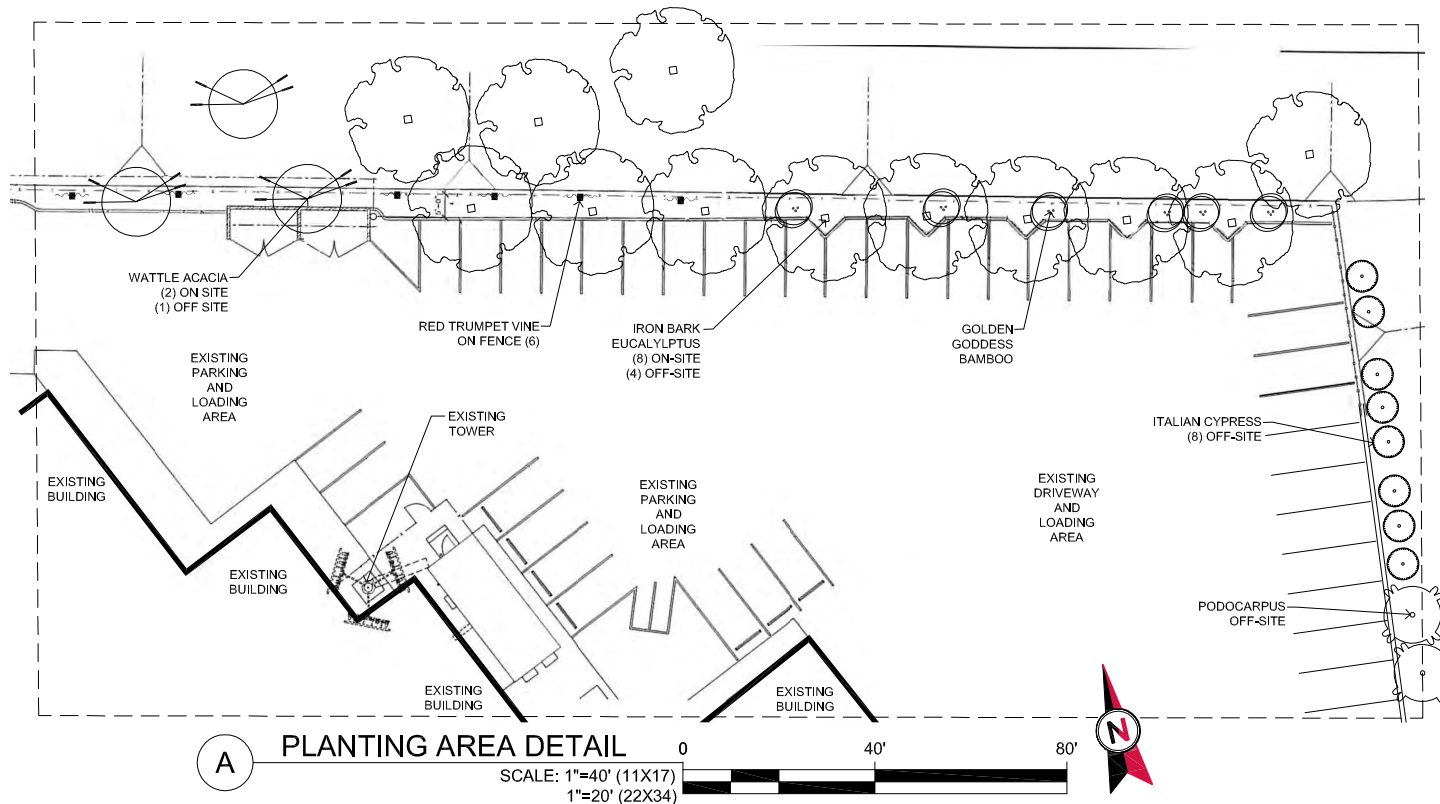 5'-0"
WATTLE ACACIA
(2) ON SITE
(1) OFF SITE
RED TRUMPET VINE
ON FENCE (6)
IRON BARK
EUCALYLPTUS
(8) ON-SITE
(4) OFF-SITE
GOLDEN
GODDESS
BAMBOO
EXISTING
PARKING
AND
LOADING
AREA
EXISTING
TOWER
ITALIAN CYPRESS
(8) OFF-SITE
EXISTING
BUILDING
EXISTING
PARKING
AND
LOADING
AREA
EXISTING
DRIVEWAY
AND
LOADING
AREA
EXISTING
BUILDING
PODOCARPUS
OFF-SITE
EXISTING
BUILDING
EXISTING
BUILDING
A
PLANTING AREA DETAIL
SCALE: 1"=40' (11X17)
1"=20' (22X34)
0 40' 80'
N